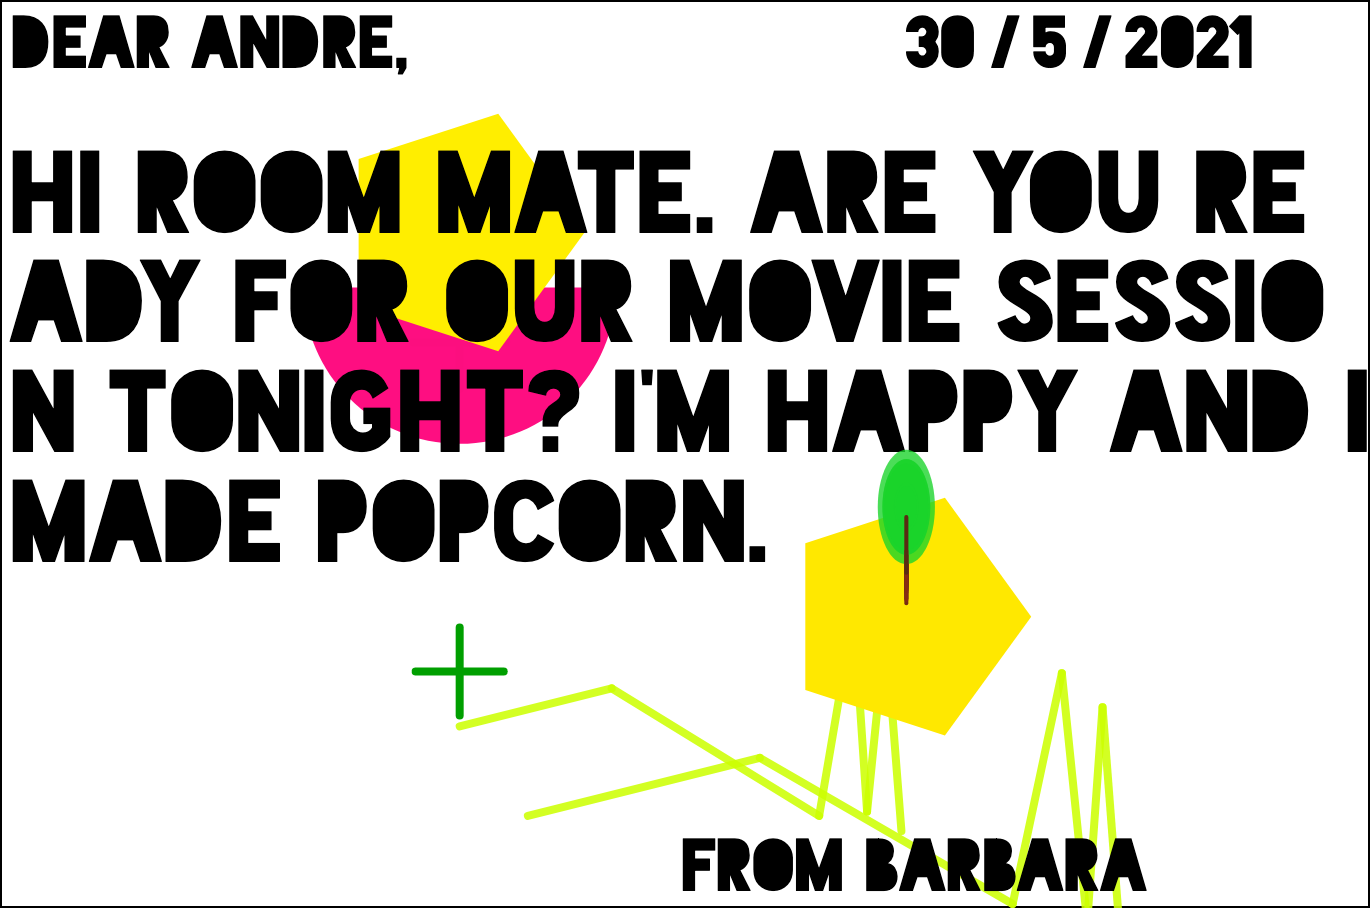 DEAR ANDRE, 30 / 5 / 2021
HI ROOM MATE. ARE YOU RE
ADY FOR OUR MOVIE SESSIO
N TONIGHT? I'M HAPPY AND I
MADE POPCORN.
FROM BARBARA